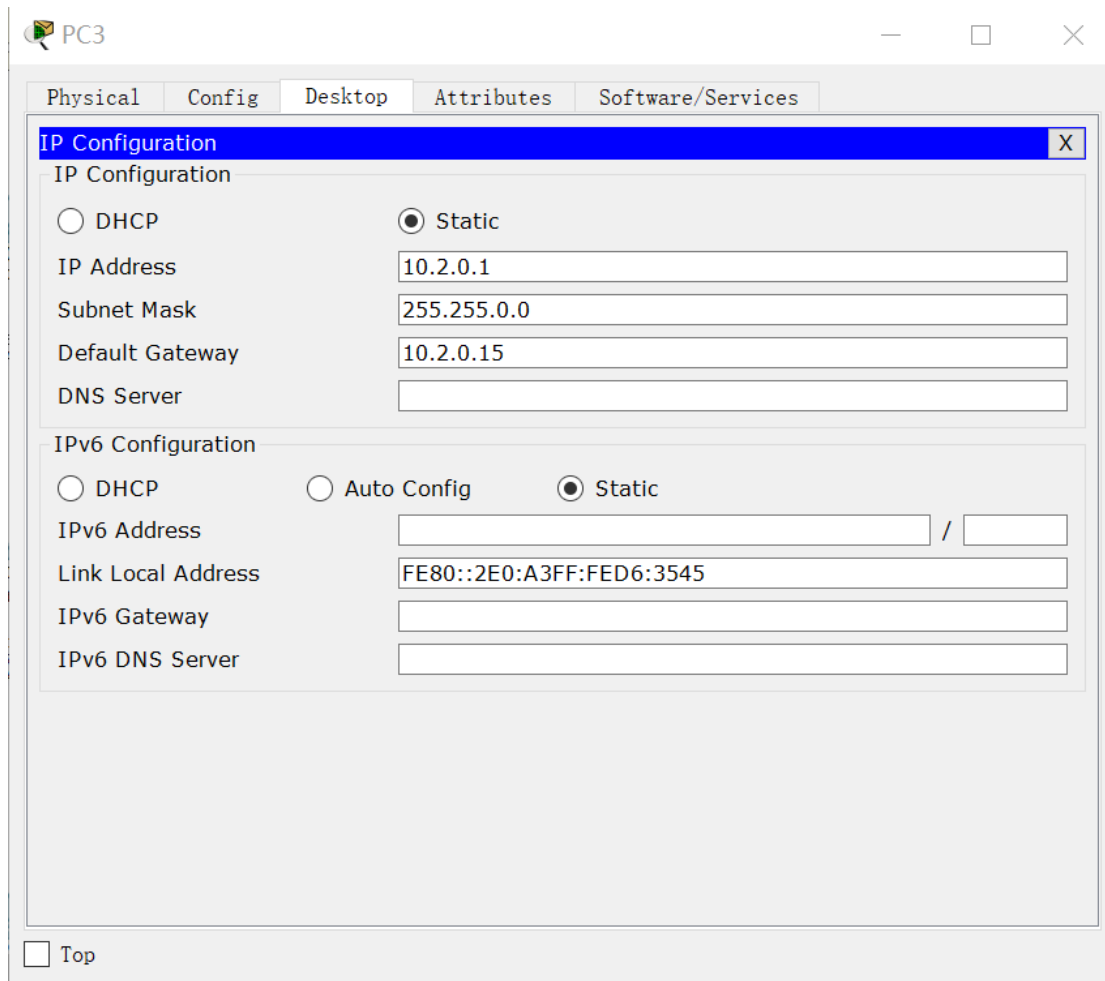 PC3
Physical Config Desktop Attributes Software/Services
IP Configuration X
IP Configuration
DHCP Static
IP Address 10.2.0.1
Subnet Mask 255.255.0.0
Default Gateway 10.2.0.15
DNS Server
IPv6 Configuration
DHCP Auto Config Static
IPv6 Address /
Link Local Address FE80::2E0:A3FF:FED6:3545
IPv6 Gateway
IPv6 DNS Server
Top